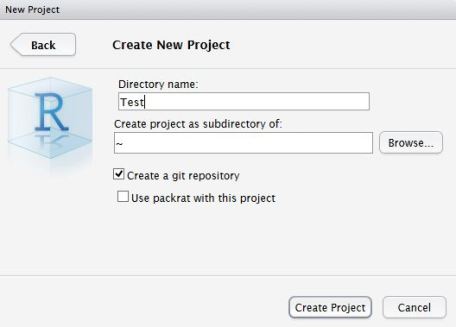 New Project
Back
Create New Project
R
Directory name:
Test
Create project as subdirectory of:
~
Browse...
Create a git repository
Use packrat with this project
Create Project
Cancel